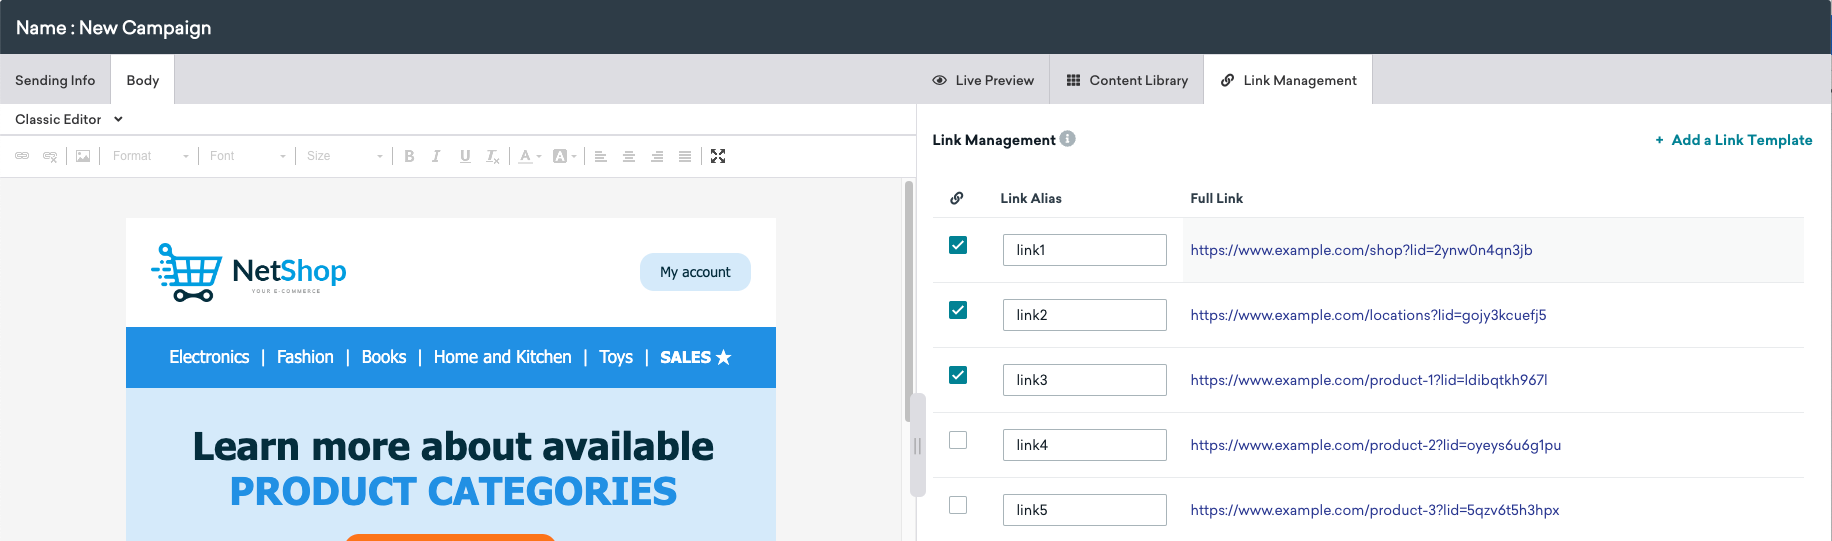 Name : New Campaign
Sending Info
Body
Live Preview
Content Library
Link Management
Classic Editor
Format
Font
Size
B I U Tx A A
NetShop
YOUR E-COMMERCE
My account
Electronics | Fashion | Books | Home and Kitchen | Toys | SALES ★
Learn more about available
PRODUCT CATEGORIES
Link Management i
+ Add a Link Template
Link Alias
Full Link
link1
https://www.example.com/shop?lid=2ynw0n4qn3jb
link2
https://www.example.com/locations?lid=gojy3kcuefj5
link3
https://www.example.com/product-1?lid=ldibqtkh967l
link4
https://www.example.com/product-2?lid=oyeys6u6g1pu
link5
https://www.example.com/product-3?lid=5qzv6t5h3hpx